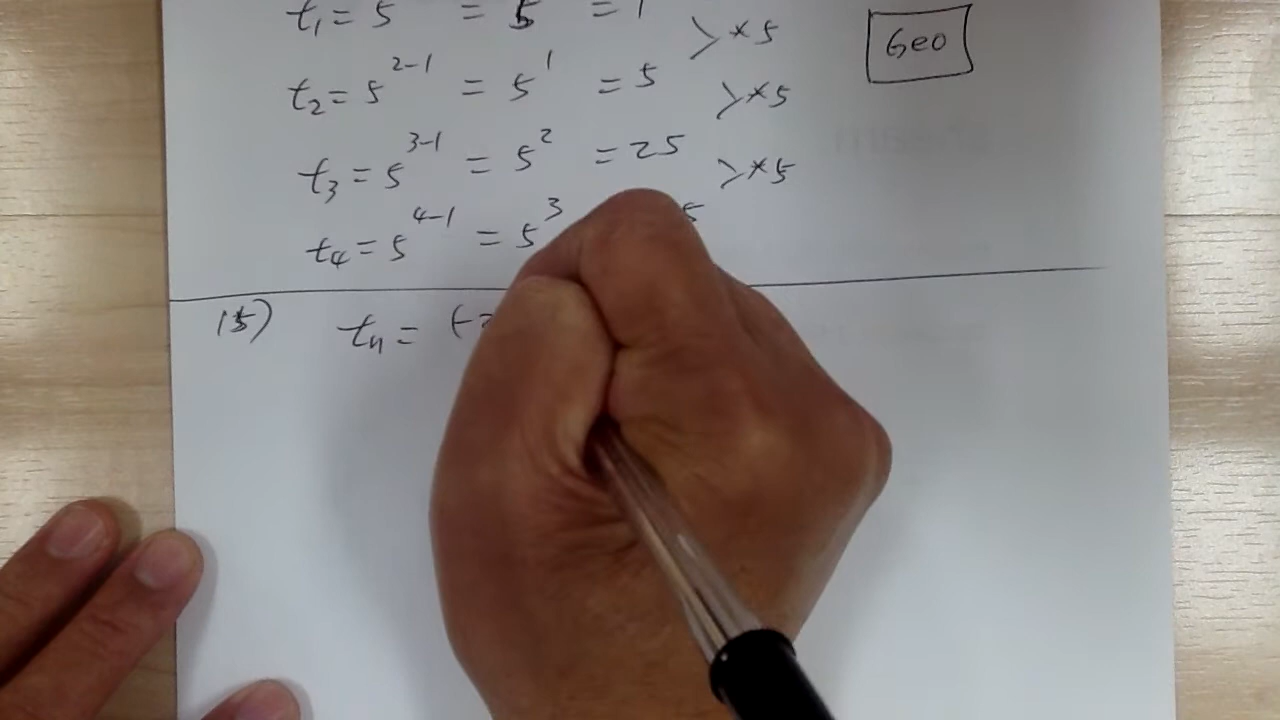 t₁ = 5 = 5 = 1 >×5
Geo
t₂ = 5²⁻¹ = 5¹ = 5 >×5
t₃ = 5³⁻¹ = 5² = 25 >×5
t₄ = 5⁴⁻¹ = 5³ 5
15) tₙ = (-